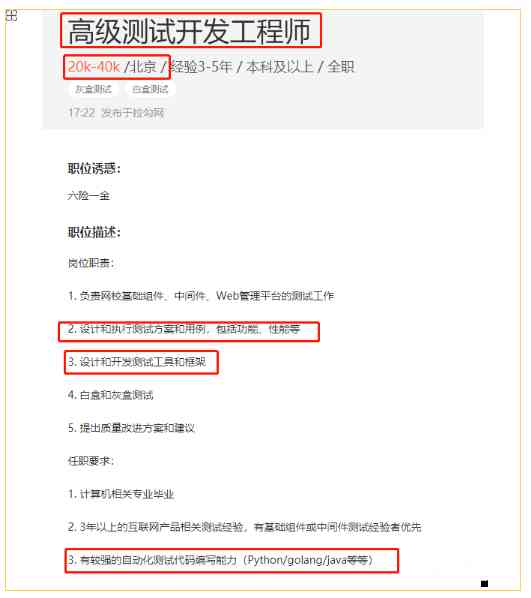 高级测试开发工程师
20k-40k /北京 / 经验3-5年 / 本科及以上 / 全职
灰盒测试 白盒测试
17:22 发布于拉勾网
职位诱惑：
六险一金
职位描述：
岗位职责：
1. 负责网校基础组件、中间件、Web管理平台的测试工作
2. 设计和执行测试方案和用例，包括功能、性能等
3. 设计和开发测试工具和框架
4. 白盒和灰盒测试
5. 提出质量改进方案和建议
任职要求：
1. 计算机相关专业毕业
2. 3年以上的互联网产品相关测试经验，有基础组件或中间件测试经验者优先
3. 有较强的自动化测试代码编写能力（Python/golang/java等等）